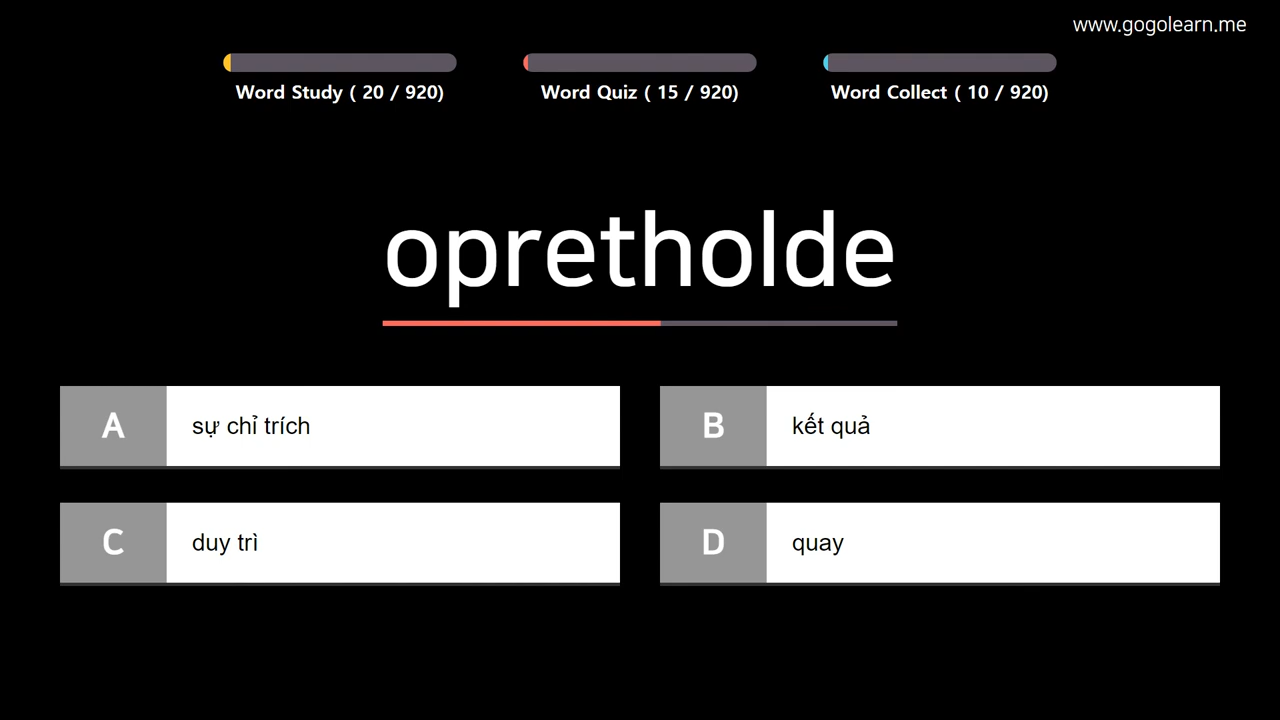 www.gogolearn.me
Word Study ( 20 / 920)
Word Quiz ( 15 / 920)
Word Collect ( 10 / 920)
opretholde
A
sự chỉ trích
B
kết quả
C
duy trì
D
quay